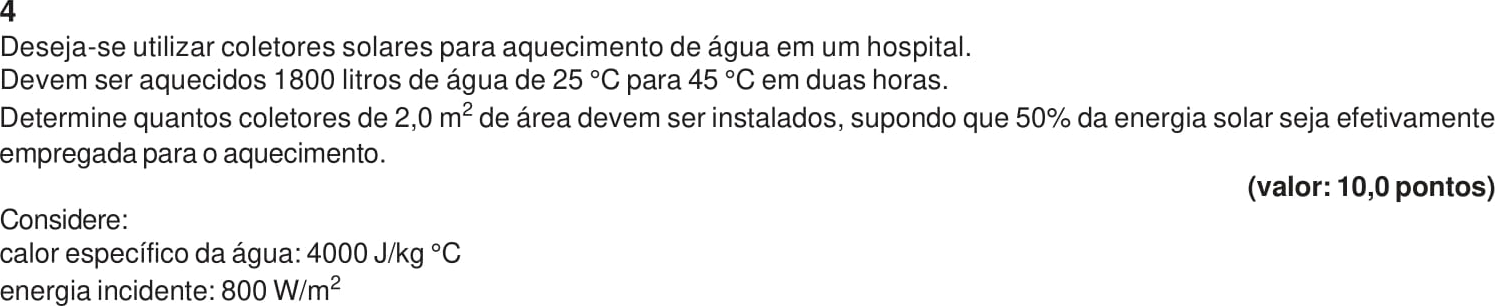 4
Deseja-se utilizar coletores solares para aquecimento de água em um hospital.
Devem ser aquecidos 1800 litros de água de 25 °C para 45 °C em duas horas.
Determine quantos coletores de 2,0 m² de área devem ser instalados, supondo que 50% da energia solar seja efetivamente
empregada para o aquecimento.
(valor: 10,0 pontos)
Considere:
calor específico da água: 4000 J/kg °C
energia incidente: 800 W/m²